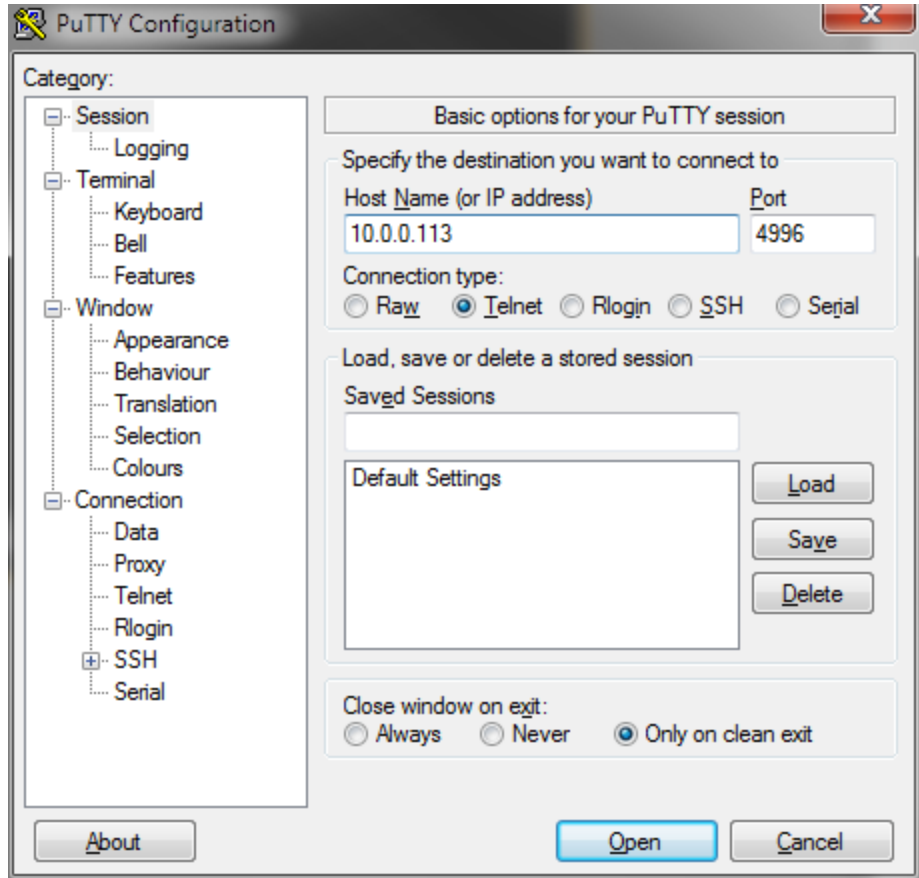 PuTTY Configuration
Category:
Session
Logging
Terminal
Keyboard
Bell
Features
Window
Appearance
Behaviour
Translation
Selection
Colours
Connection
Data
Proxy
Telnet
Rlogin
SSH
Serial
Basic options for your PuTTY session
Specify the destination you want to connect to
Host Name (or IP address) Port
10.0.0.113 4996
Connection type:
Raw Telnet Rlogin SSH Serial
Load, save or delete a stored session
Saved Sessions
Default Settings
Load
Save
Delete
Close window on exit:
Always Never Only on clean exit
About Open Cancel